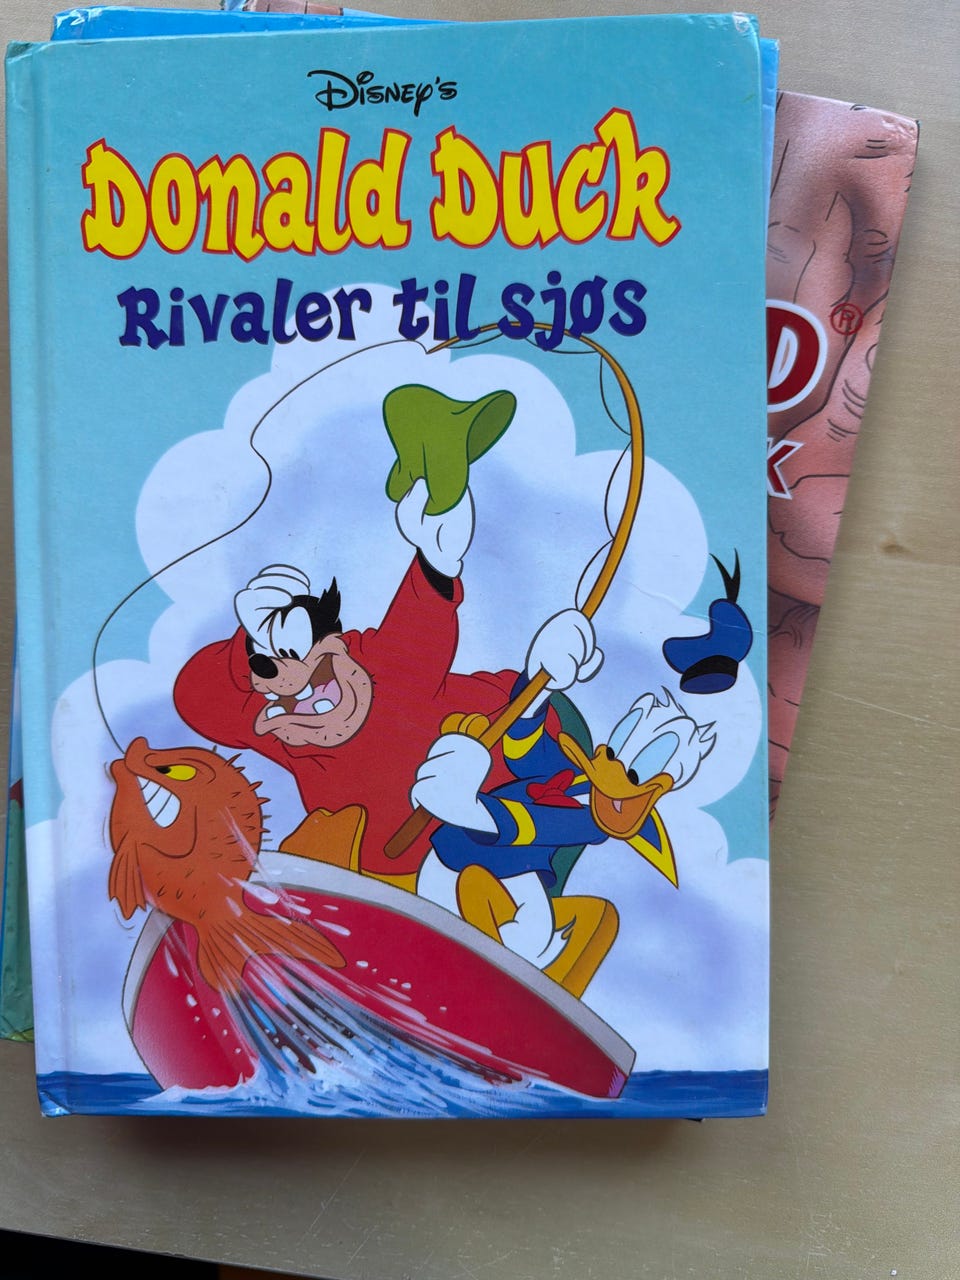 Disney's
Donald Duck
Rivaler til sjøs
D®
K